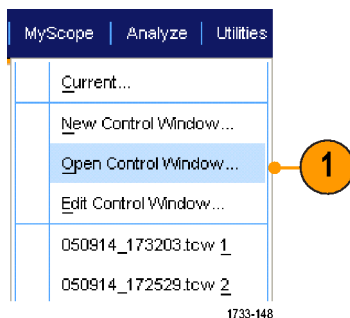 MyScope | Analyze | Utilities
Current...
New Control Window...
Open Control Window...
1
Edit Control Window...
050914_173203.tcw 1
050914_172529.tcw 2
1733-148